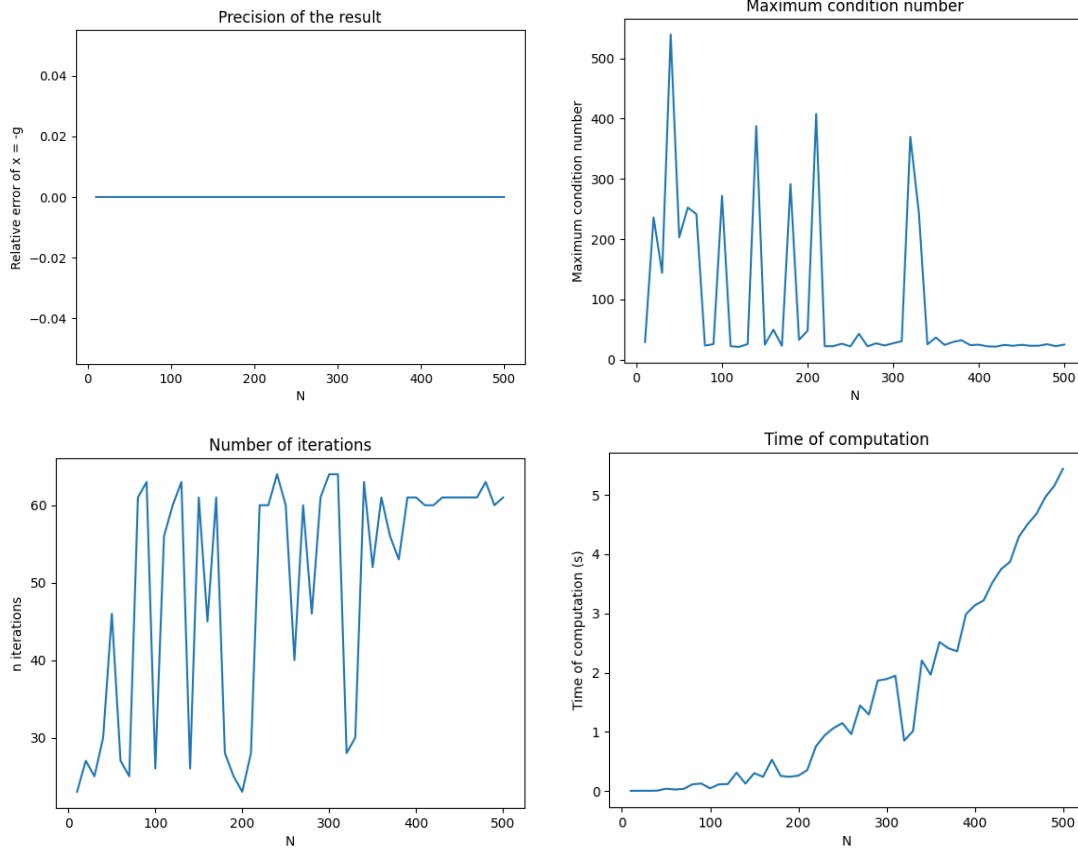 Precision of the result
0.04
0.02
0.00
−0.02
−0.04
Relative error of x = -g
0 100 200 300 400 500
N
Maximum condition number
500
400
300
200
100
0
Maximum condition number
0 100 200 300 400 500
N
Number of iterations
60
50
40
30
n iterations
0 100 200 300 400 500
N
Time of computation
5
4
3
2
1
0
Time of computation (s)
0 100 200 300 400 500
N